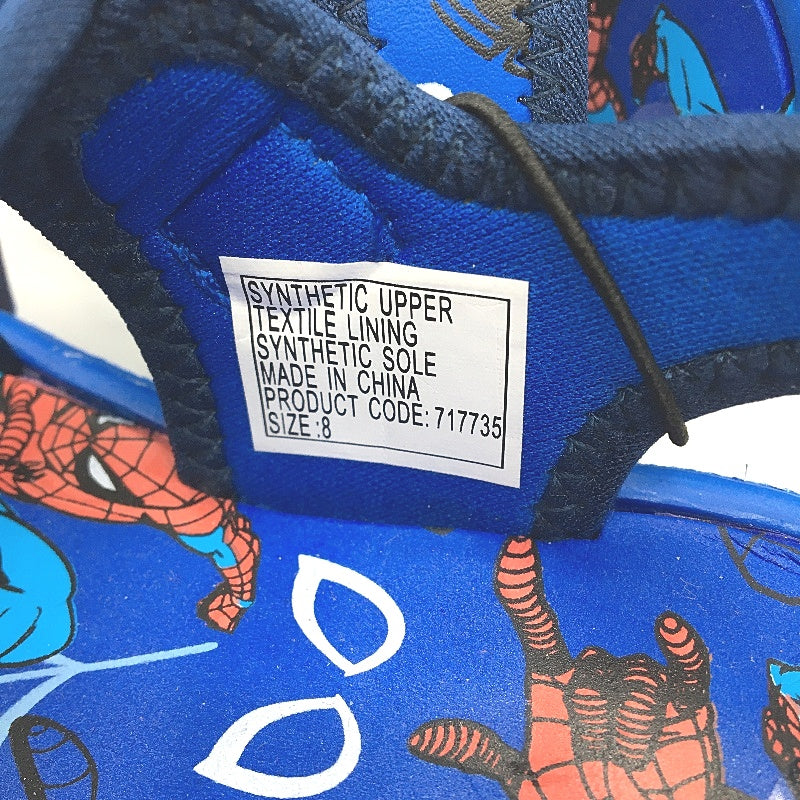 SYNTHETIC UPPER
TEXTILE LINING
SYNTHETIC SOLE
MADE IN CHINA
PRODUCT CODE: 717735
SIZE :8